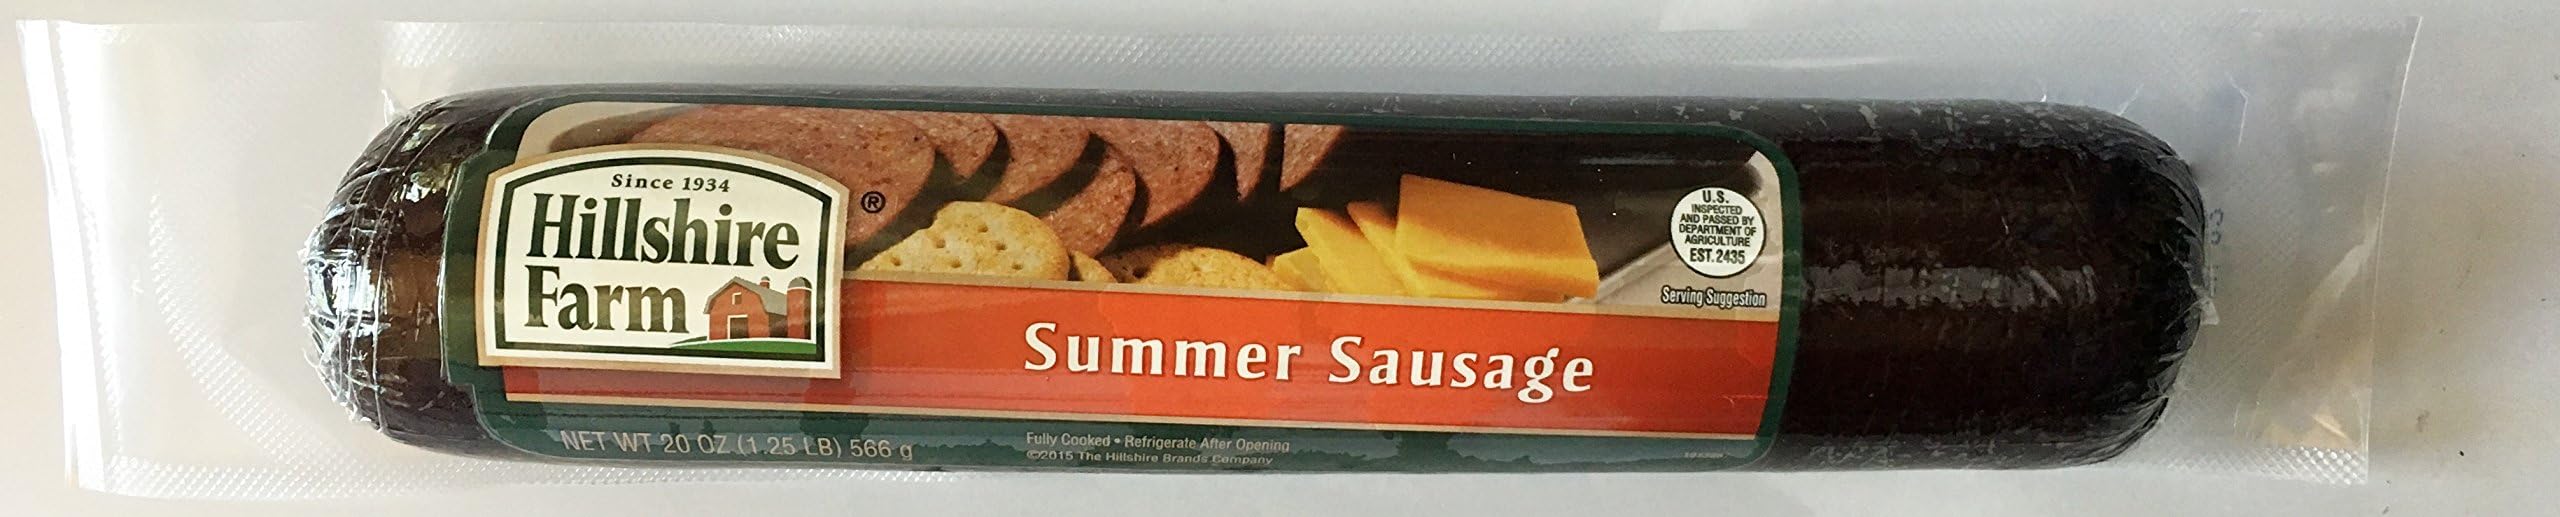 Since 1934
Hillshire
Farm
®
U.S.
INSPECTED
AND PASSED BY
DEPARTMENT OF
AGRICULTURE
EST. 2435
Serving Suggestion
Summer Sausage
NET WT 20 OZ (1.25 LB) 566 g
Fully Cooked • Refrigerate After Opening
©2015 The Hillshire Brands Company